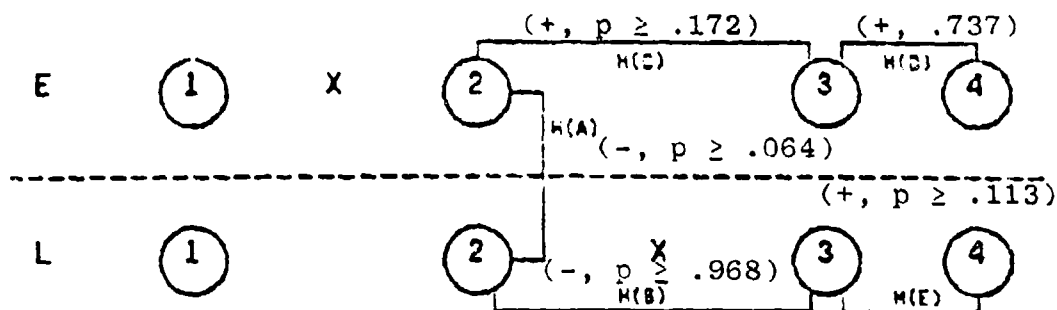 (+, p ≥ .172) (+, .737)
H(C) H(D)
E 1 X 2 3 4
H(A)
(-, p ≥ .064)
(+, p ≥ .113)
L 1 2 X 3 4
(-, p ≥ .968)
H(B) H(E)